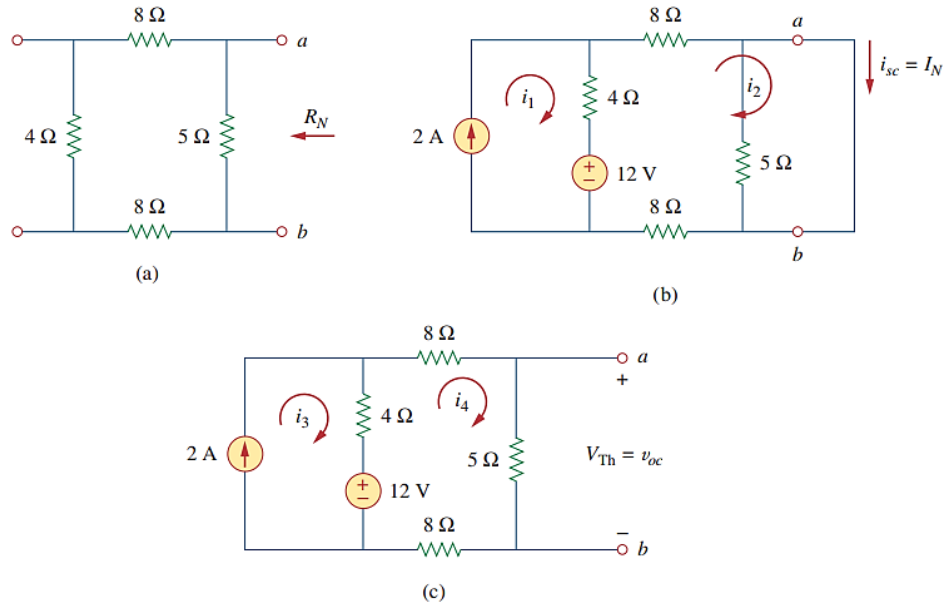 8 Ω
a
4 Ω
5 Ω
R_N
8 Ω
b
(a)
8 Ω
a
i_sc = I_N
i_1
4 Ω
i_2
2 A
5 Ω
+
−
12 V
8 Ω
b
(b)
8 Ω
a
+
i_3
4 Ω
i_4
2 A
5 Ω
V_Th = v_oc
+
−
12 V
8 Ω
−
b
(c)